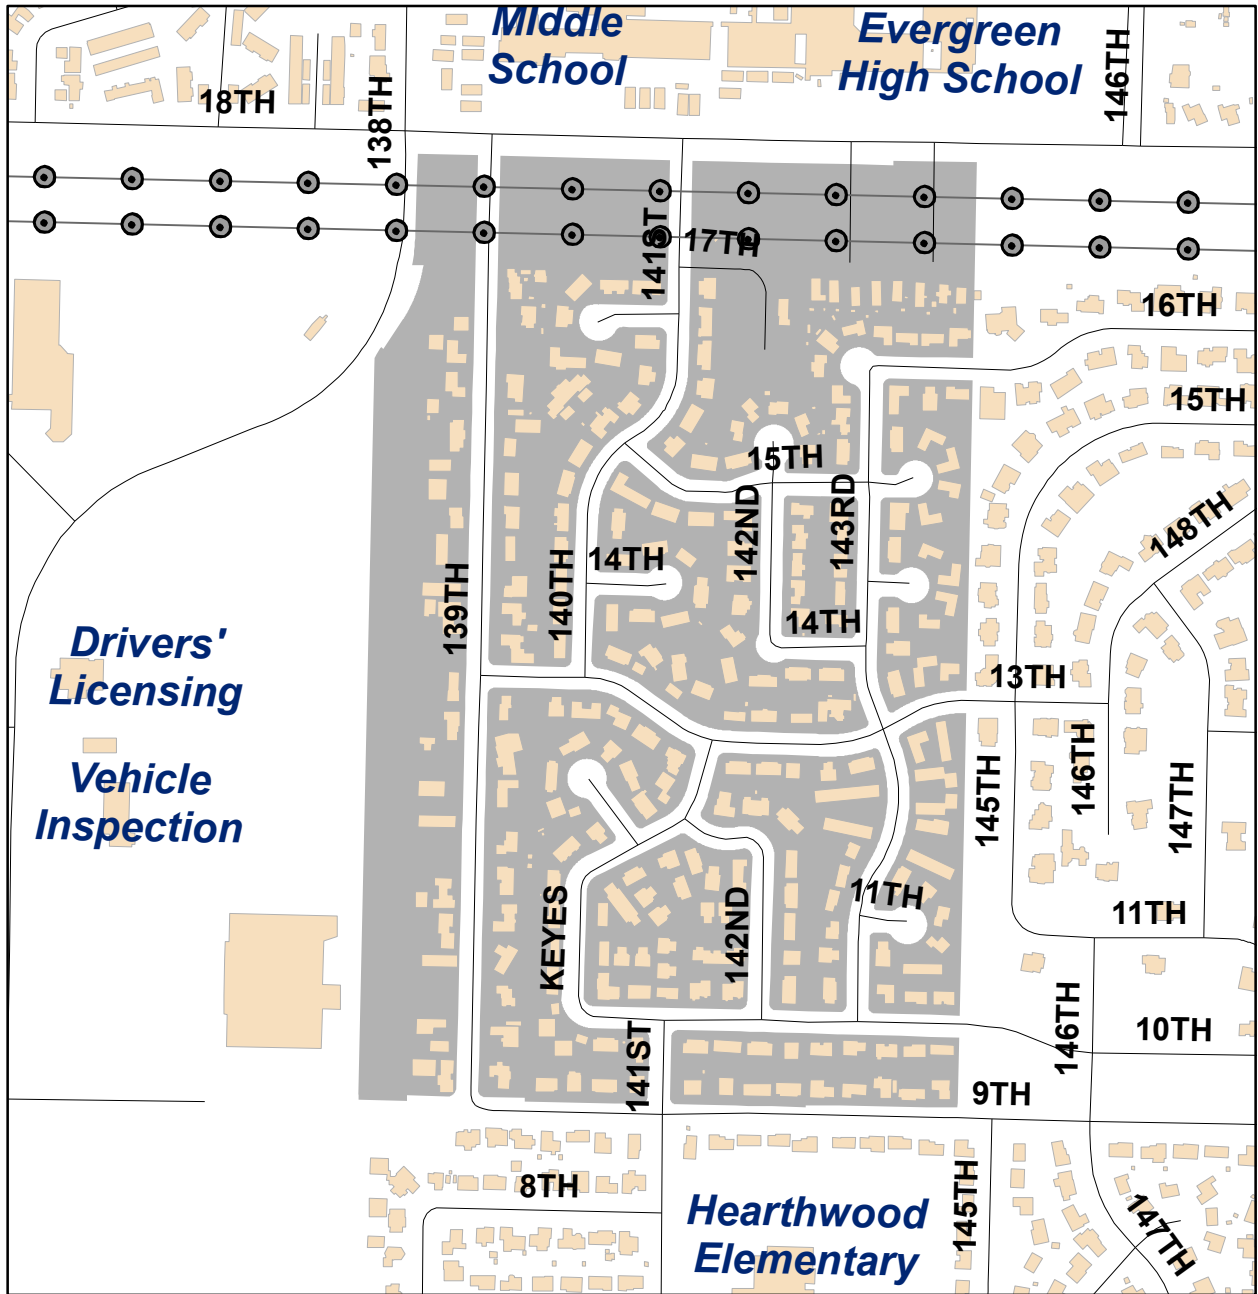 Middle
School
Evergreen
High School
146TH
18TH
138TH
141ST
17TH
16TH
15TH
15TH
148TH
142ND
143RD
14TH
140TH
139TH
14TH
13TH
Drivers'
Licensing
Vehicle
Inspection
145TH
146TH
147TH
11TH
11TH
KEYES
142ND
146TH
10TH
141ST
9TH
8TH
145TH
147TH
Hearthwood
Elementary